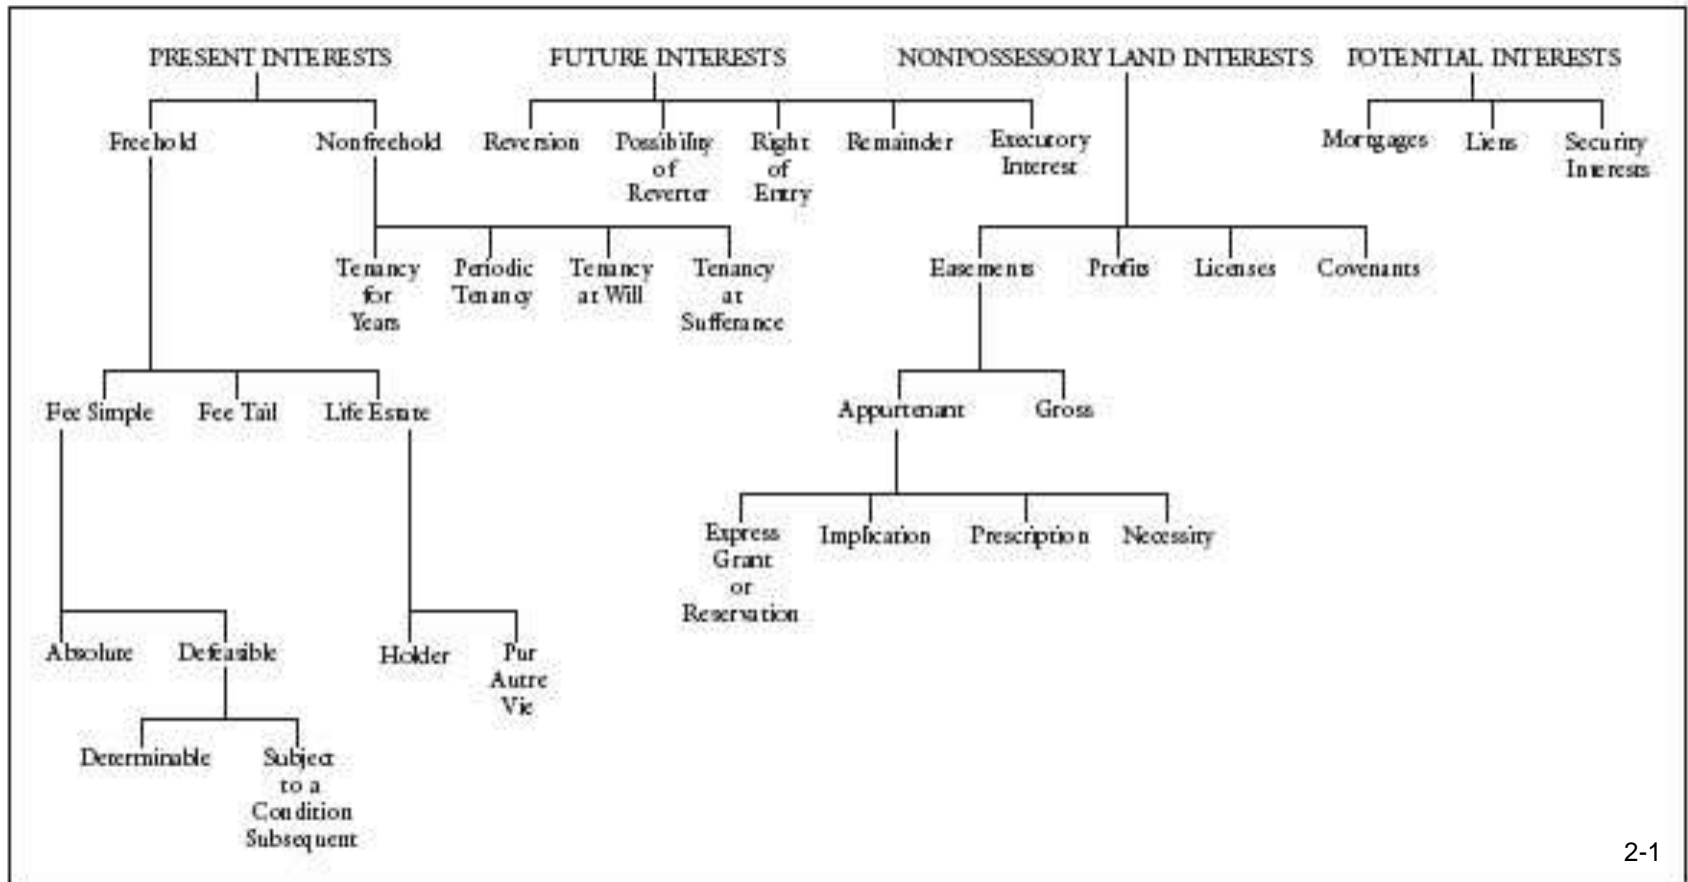 PRESENT INTERESTS
FUTURE INTERESTS
NONPOSSESSORY LAND INTERESTS
POTENTIAL INTERESTS
Freehold
Nonfreehold
Reversion
Possibility
of
Reverter
Right
of
Entry
Remainder
Executory
Interest
Mortgages
Liens
Security
Interests
Tenancy
for
Years
Periodic
Tenancy
Tenancy
at Will
Tenancy
at
Sufferance
Easements
Profits
Licenses
Covenants
Fee Simple
Fee Tail
Life Estate
Appurtenant
Gross
Express
Grant
or
Reservation
Implication
Prescription
Necessity
Absolute
Defeasible
Holder
Pur
Autre
Vie
Determinable
Subject
to a
Condition
Subsequent
2-1